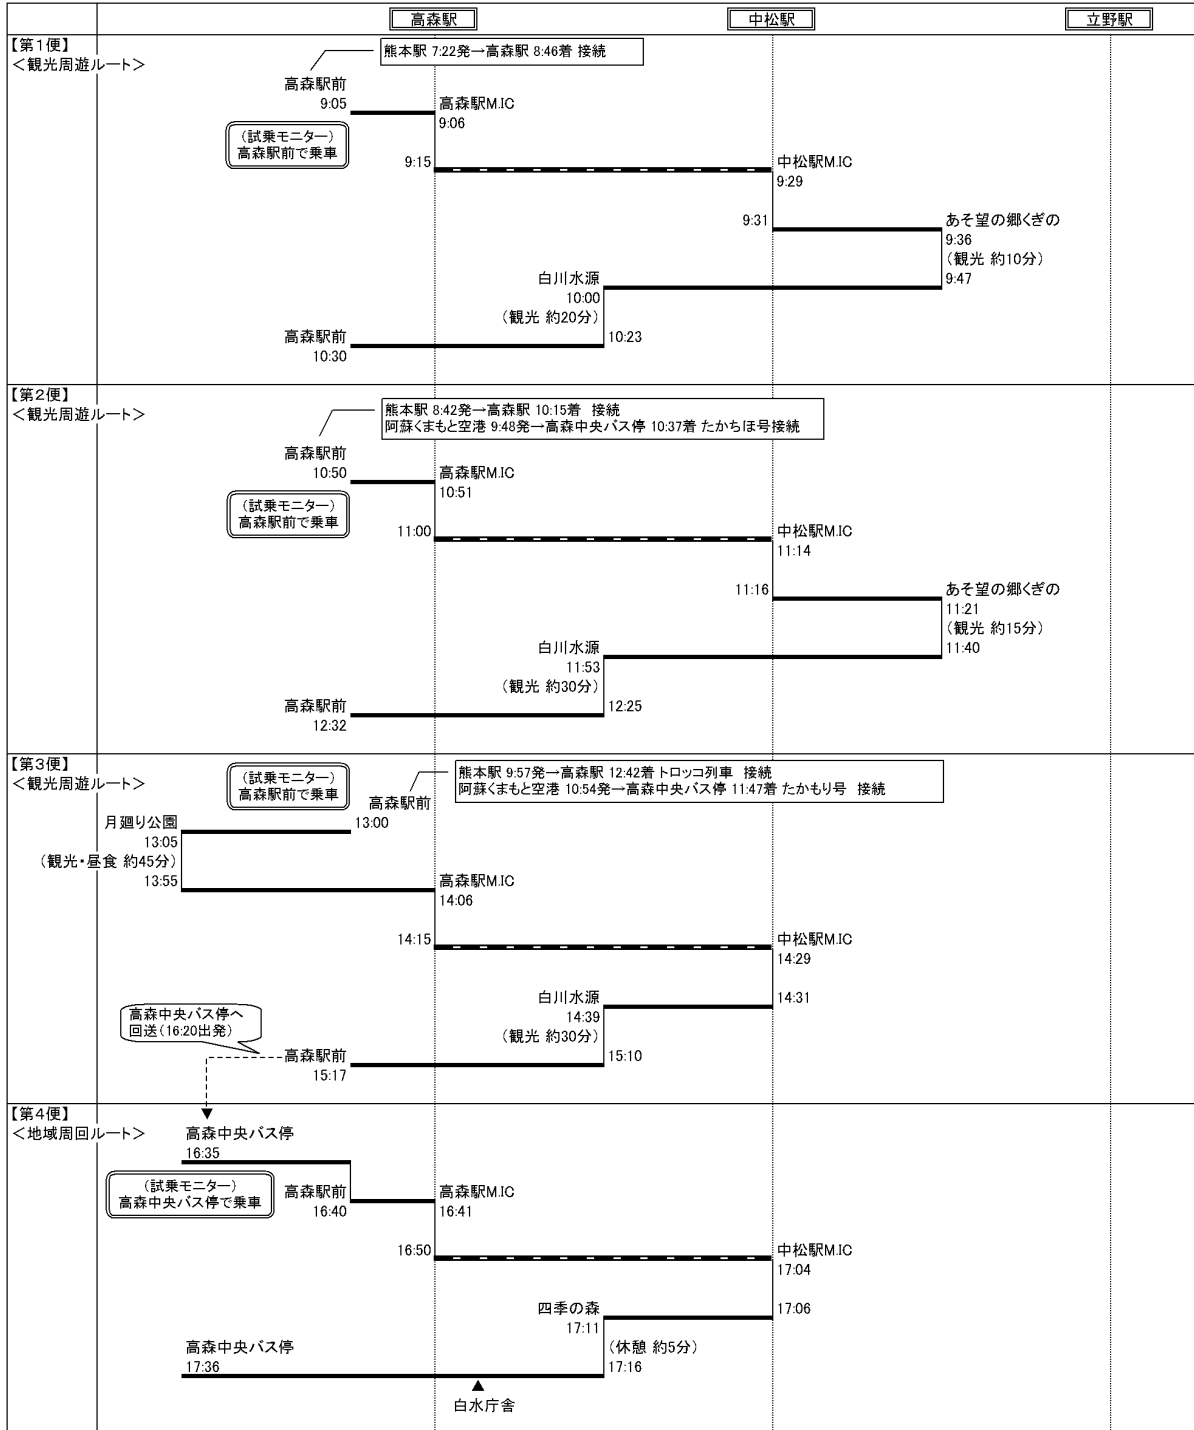 高森駅
中松駅
立野駅
【第1便】
＜観光周遊ルート＞
熊本駅 7:22発→高森駅 8:46着 接続
高森駅前
9:05
高森駅M.IC
9:06
（試乗モニター）
高森駅前で乗車
9:15
中松駅M.IC
9:29
9:31
あそ望の郷くぎの
9:36
（観光 約10分）
9:47
白川水源
10:00
（観光 約20分）
10:23
高森駅前
10:30
【第2便】
＜観光周遊ルート＞
熊本駅 8:42発→高森駅 10:15着 接続
阿蘇くまもと空港 9:48発→高森中央バス停 10:37着 たかちほ号接続
高森駅前
10:50
高森駅M.IC
10:51
（試乗モニター）
高森駅前で乗車
11:00
中松駅M.IC
11:14
11:16
あそ望の郷くぎの
11:21
（観光 約15分）
11:40
白川水源
11:53
（観光 約30分）
12:25
高森駅前
12:32
【第3便】
＜観光周遊ルート＞
（試乗モニター）
高森駅前で乗車
熊本駅 9:57発→高森駅 12:42着 トロッコ列車 接続
阿蘇くまもと空港 10:54発→高森中央バス停 11:47着 たかもり号 接続
高森駅前
13:00
月廻り公園
13:05
（観光・昼食 約45分）
13:55
高森駅M.IC
14:06
14:15
中松駅M.IC
14:29
14:31
白川水源
14:39
（観光 約30分）
15:10
高森中央バス停へ
回送（16:20出発）
高森駅前
15:17
【第4便】
＜地域周回ルート＞
高森中央バス停
16:35
（試乗モニター）
高森中央バス停で乗車
高森駅前
16:40
高森駅M.IC
16:41
16:50
中松駅M.IC
17:04
17:06
四季の森
17:11
（休憩 約5分）
17:16
高森中央バス停
17:36
白水庁舎